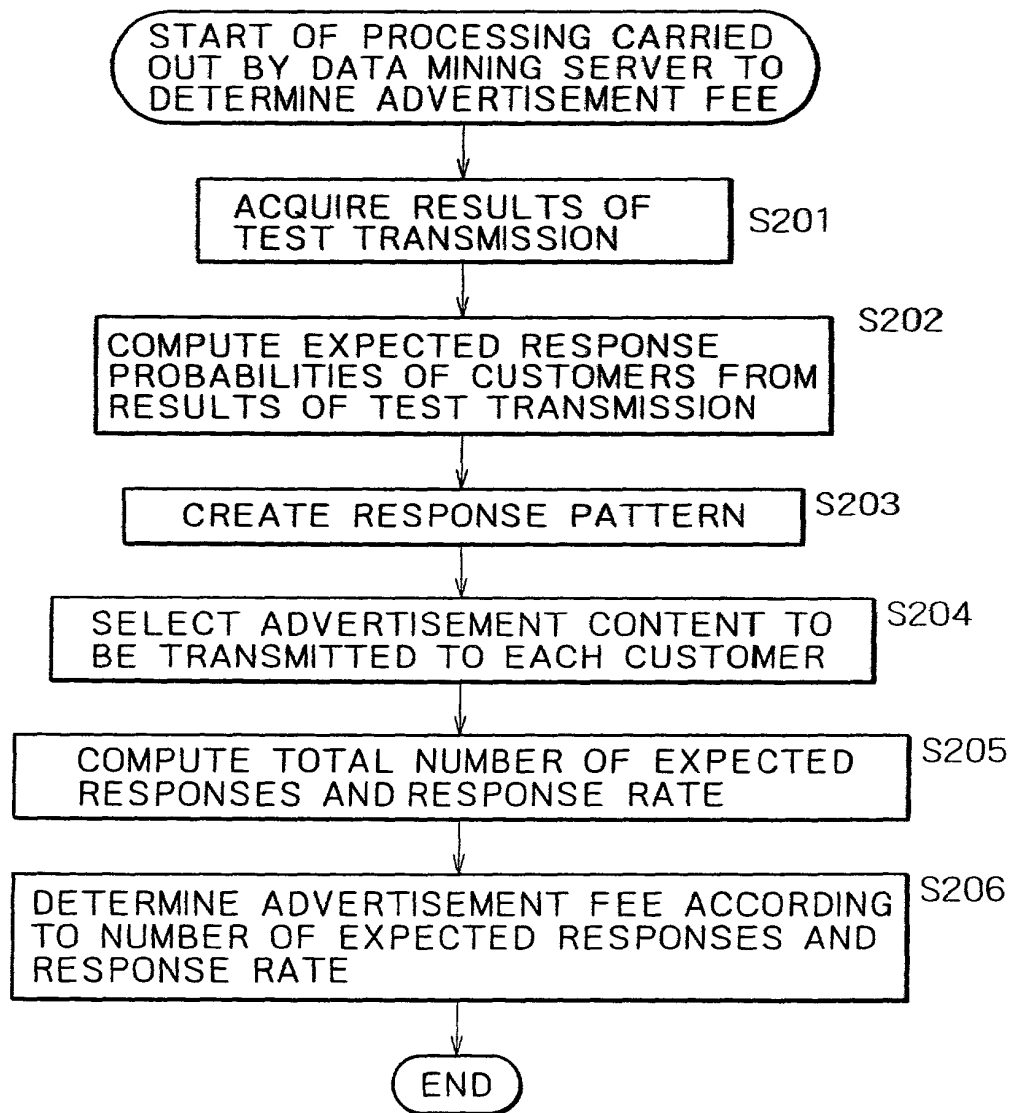 START OF PROCESSING CARRIED
OUT BY DATA MINING SERVER TO
DETERMINE ADVERTISEMENT FEE
ACQUIRE RESULTS OF
TEST TRANSMISSION
S201
S202
COMPUTE EXPECTED RESPONSE
PROBABILITIES OF CUSTOMERS FROM
RESULTS OF TEST TRANSMISSION
CREATE RESPONSE PATTERN
S203
SELECT ADVERTISEMENT CONTENT TO
BE TRANSMITTED TO EACH CUSTOMER
S204
COMPUTE TOTAL NUMBER OF EXPECTED
RESPONSES AND RESPONSE RATE
S205
DETERMINE ADVERTISEMENT FEE ACCORDING
TO NUMBER OF EXPECTED RESPONSES AND
RESPONSE RATE
S206
END